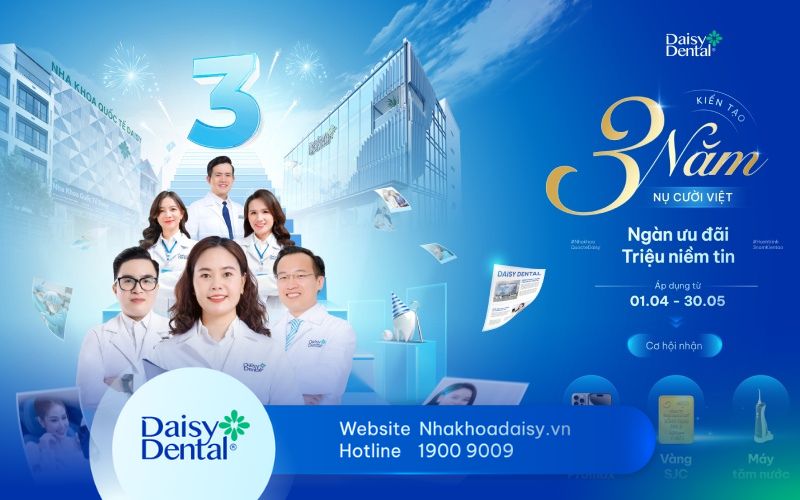 NHA KHOA QUỐC TẾ DAISY
3
Daisy
Dental
KIẾN TẠO
3 Năm
NỤ CƯỜI VIỆT
Ngàn ưu đãi
Triệu niềm tin
Áp dụng từ
01.04 - 30.05
Cơ hội nhận
DAISY DENTAL
Daisy
Dental
Daisy
Dental®
Website Nhakhoadaisy.vn
Hotline 1900 9009
Vàng
SJC
Máy
tăm nước